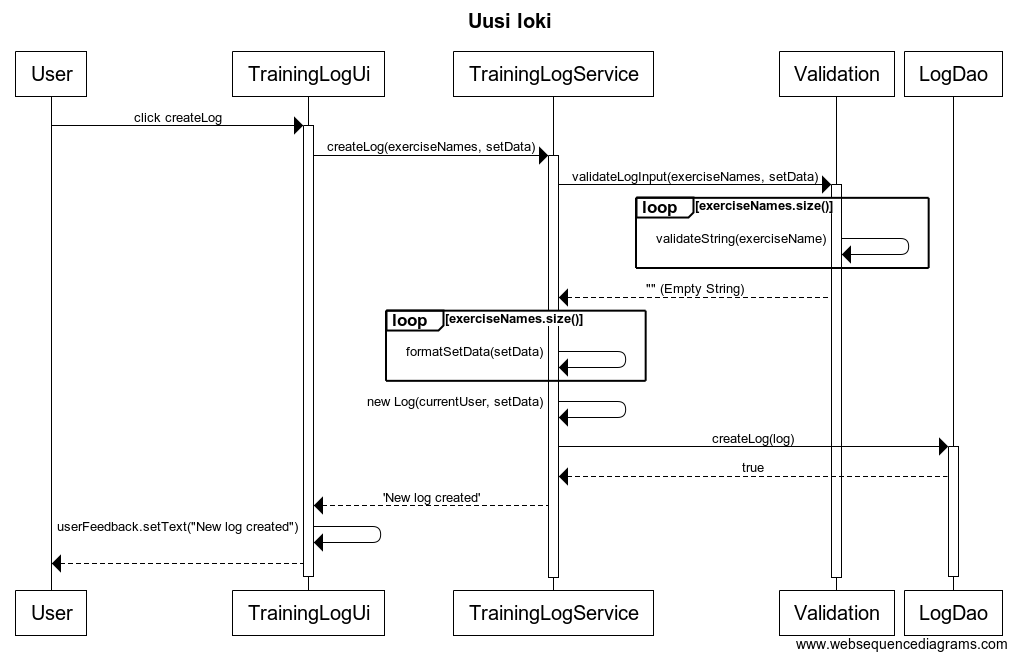 Uusi loki
User TrainingLogUi TrainingLogService Validation LogDao
click createLog
createLog(exerciseNames, setData)
validateLogInput(exerciseNames, setData)
loop [exerciseNames.size()]
validateString(exerciseName)
"" (Empty String)
loop [exerciseNames.size()]
formatSetData(setData)
new Log(currentUser, setData)
createLog(log)
true
'New log created'
userFeedback.setText("New log created")
User TrainingLogUi TrainingLogService Validation LogDao
www.websequencediagrams.com